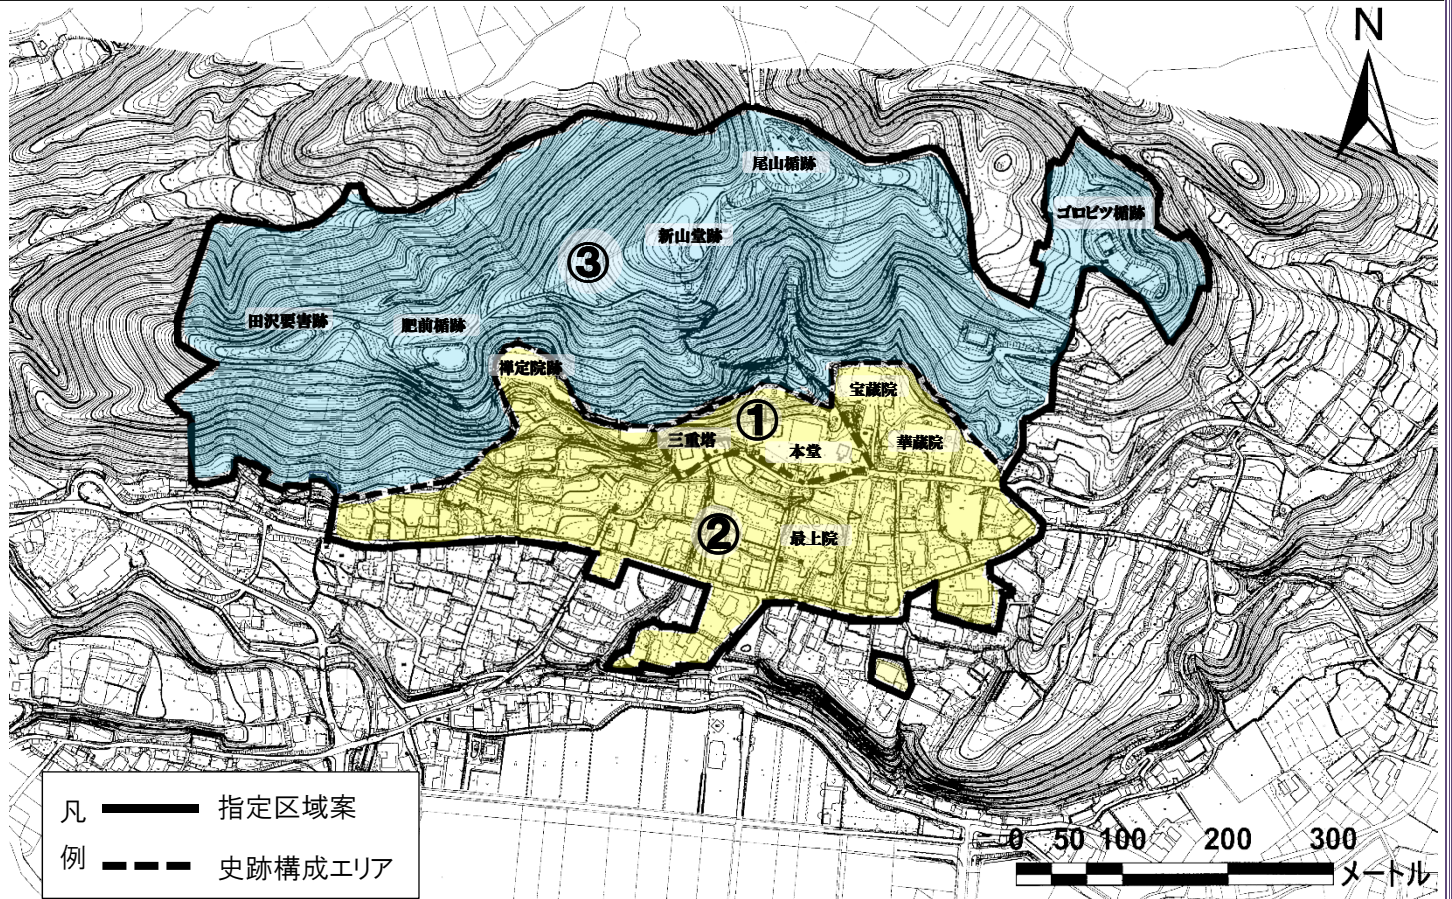 N
尾山楯跡
ゴロビツ楯跡
新山堂跡
③
田沢要害跡
肥前楯跡
禅定院跡
宝蔵院
①
三重塔
本堂
華蔵院
②
最上院
凡例
指定区域案
史跡構成エリア
0 50 100 200 300
メートル